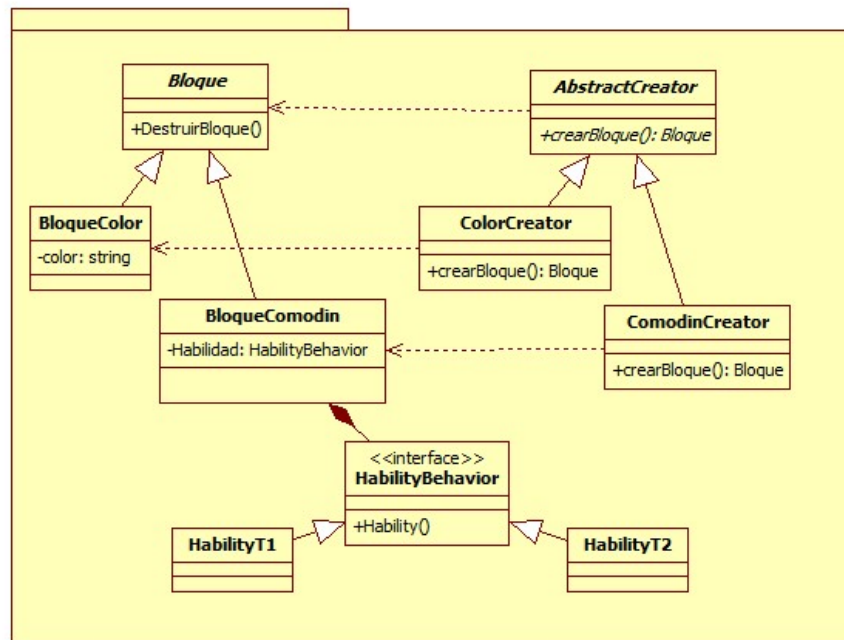 Bloque
+DestruirBloque()
AbstractCreator
+crearBloque(): Bloque
BloqueColor
-color: string
ColorCreator
+crearBloque(): Bloque
BloqueComodin
-Habilidad: HabilityBehavior
ComodinCreator
+crearBloque(): Bloque
<<interface>>
HabilityBehavior
+Hability()
HabilityT1
HabilityT2